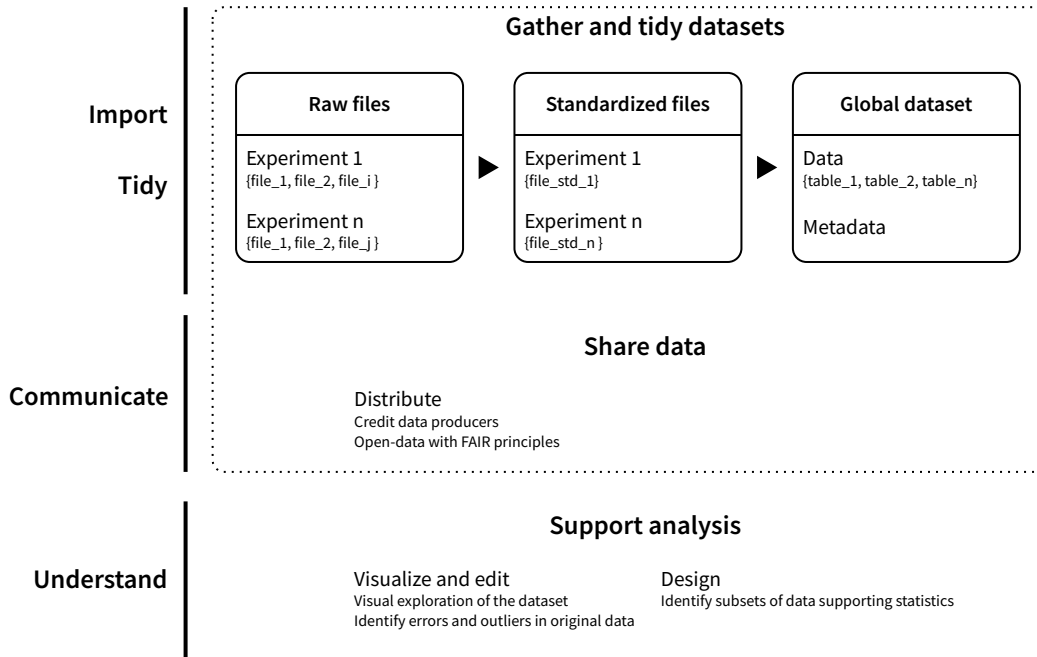 Gather and tidy datasets
Import
Tidy
Raw files
Experiment 1
{file_1, file_2, file_i }
Experiment n
{file_1, file_2, file_j }
Standardized files
Experiment 1
{file_std_1}
Experiment n
{file_std_n }
Global dataset
Data
{table_1, table_2, table_n}
Metadata
Communicate
Share data
Distribute
Credit data producers
Open-data with FAIR principles
Understand
Support analysis
Visualize and edit
Visual exploration of the dataset
Identify errors and outliers in original data
Design
Identify subsets of data supporting statistics